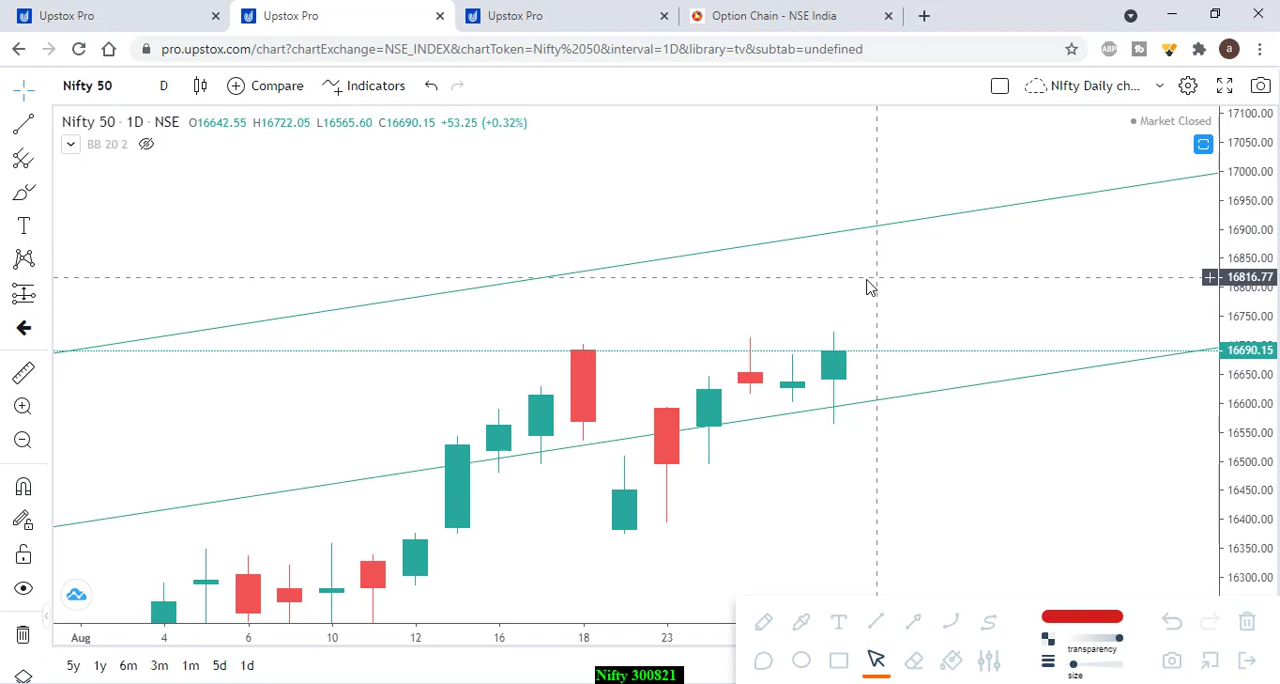 Upstox Pro
Upstox Pro
Upstox Pro
Option Chain - NSE India
pro.upstox.com/chart?chartExchange=NSE_INDEX&chartToken=Nifty%2050&interval=1D&library=tv&subtab=undefined
ABP
a
Nifty 50
D
Compare
Indicators
NIfty Daily ch...
Nifty 50 · 1D · NSE O16642.55 H16722.05 L16565.60 C16690.15 +53.25 (+0.32%)
Market Closed
BB 20 2
17100.00
17050.00
17000.00
16950.00
16900.00
16850.00
16816.77
16800.00
16750.00
16690.15
16650.00
16600.00
16550.00
16500.00
16450.00
16400.00
16350.00
16300.00
Aug 4 6 10 12 16 18 23
5y 1y 6m 3m 1m 5d 1d
Nifty 300821
transparency
size